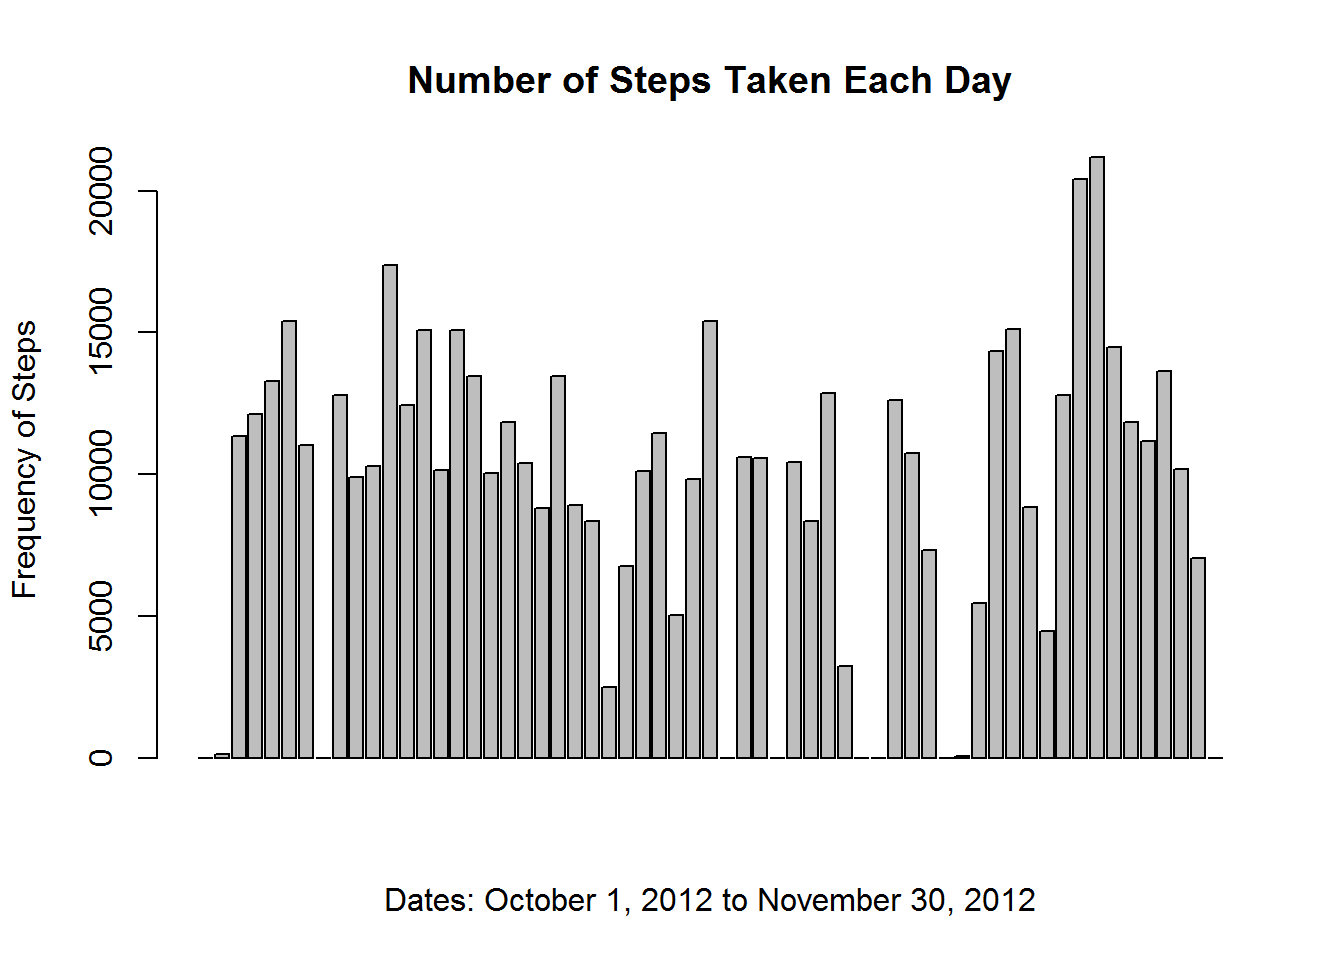 Number of Steps Taken Each Day
Frequency of Steps
20000
15000
10000
5000
0
Dates: October 1, 2012 to November 30, 2012